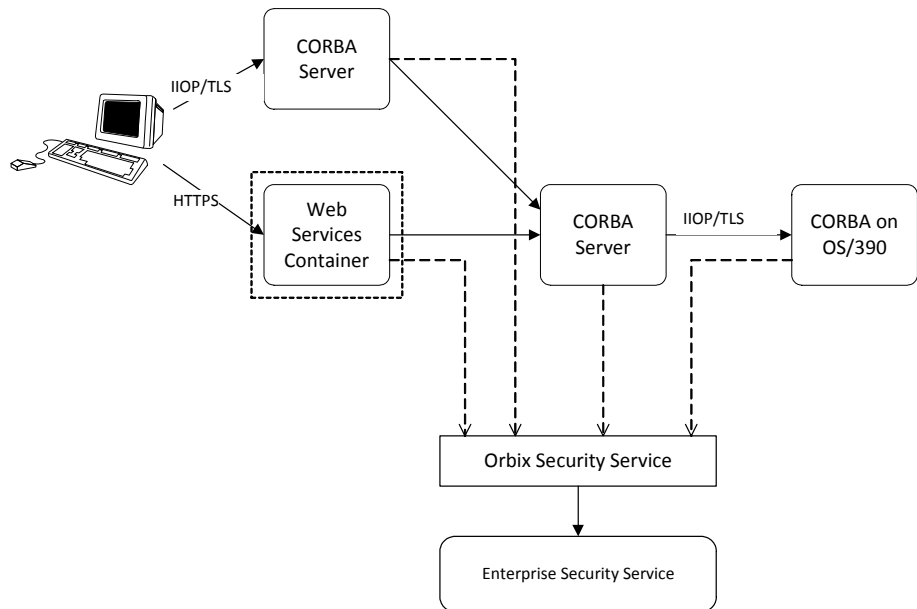 CORBA
Server
IIOP/TLS
HTTPS
Web
Services
Container
CORBA
Server
IIOP/TLS
CORBA on
OS/390
Orbix Security Service
Enterprise Security Service